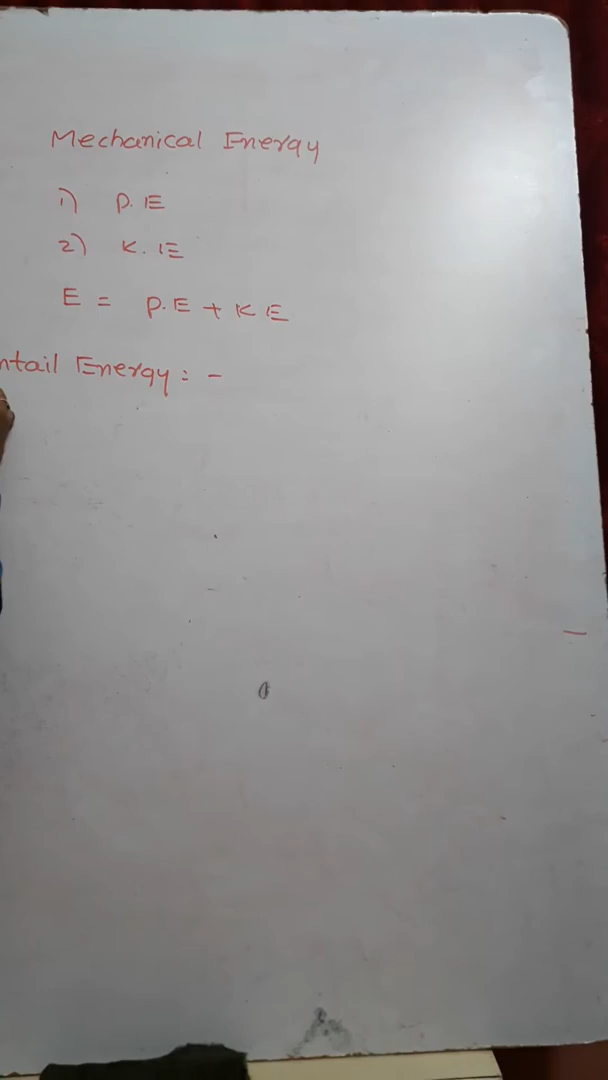 Mechanical Energy
1) P.E
2) K.E
E = P.E + K E
ntail Energy: -